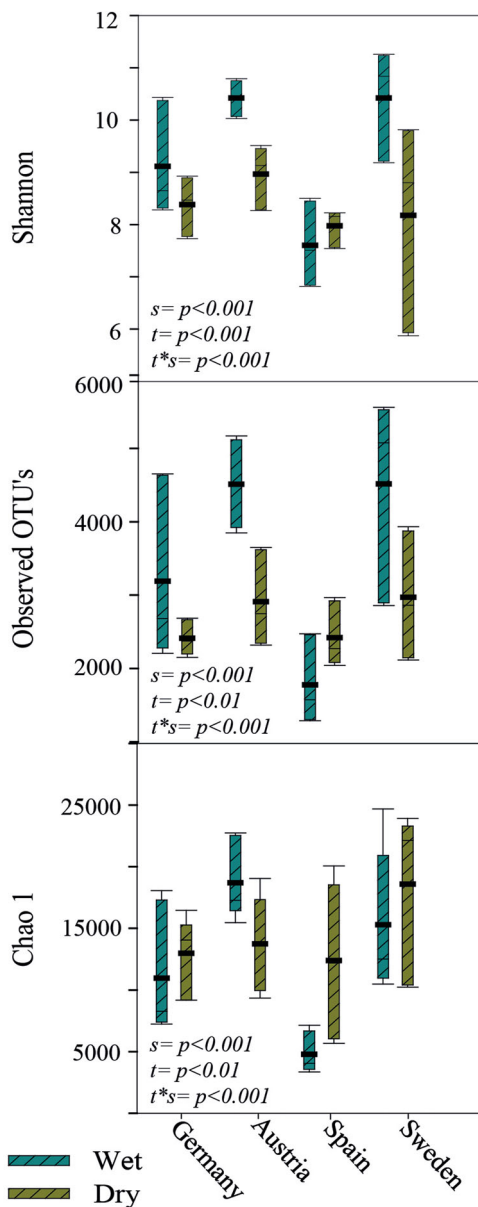 12
10
8
6
Shannon
s= p<0.001
t= p<0.001
t*s= p<0.001
6000
4000
2000
Observed OTU's
s= p<0.001
t= p<0.01
t*s= p<0.001
25000
15000
5000
Chao 1
s= p<0.001
t= p<0.01
t*s= p<0.001
Germany
Austria
Spain
Sweden
Wet
Dry